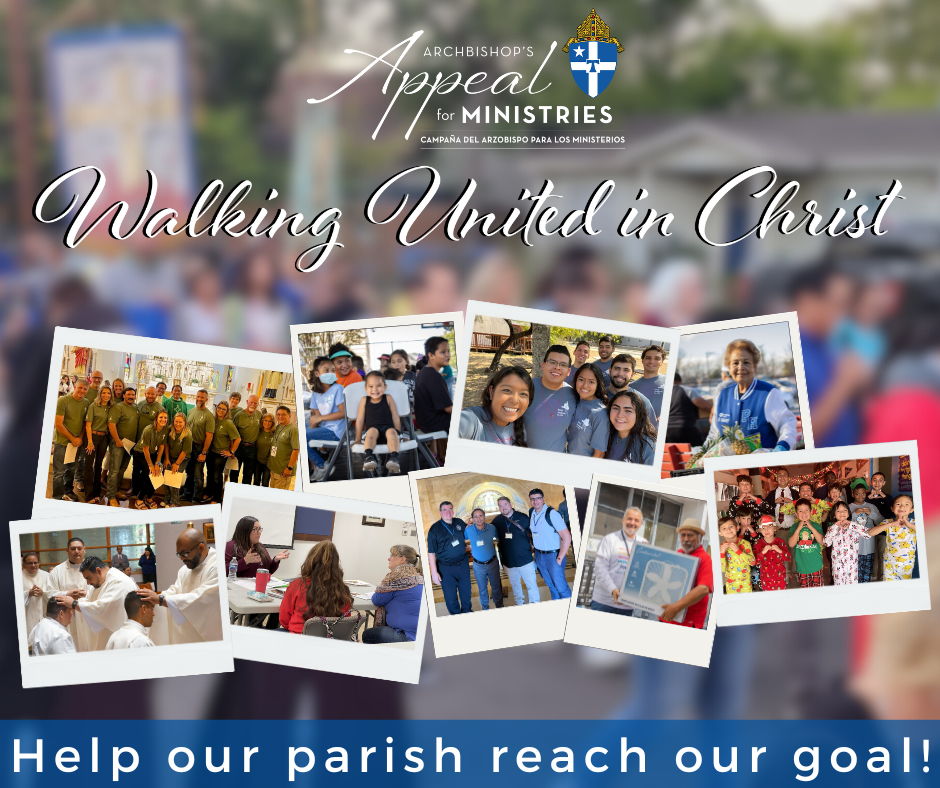 ARCHBISHOP'S
Appeal
for MINISTRIES
CAMPAÑA DEL ARZOBISPO PARA LOS MINISTERIOS
Walking United in Christ
Help our parish reach our goal!